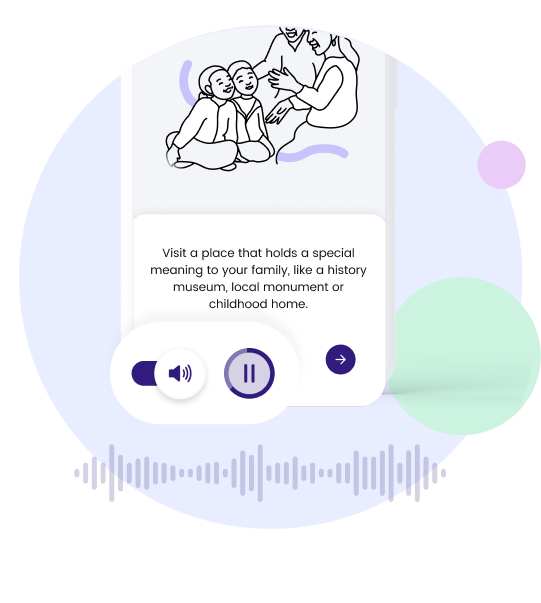 Visit a place that holds a special
meaning to your family, like a history
museum, local monument or
childhood home.